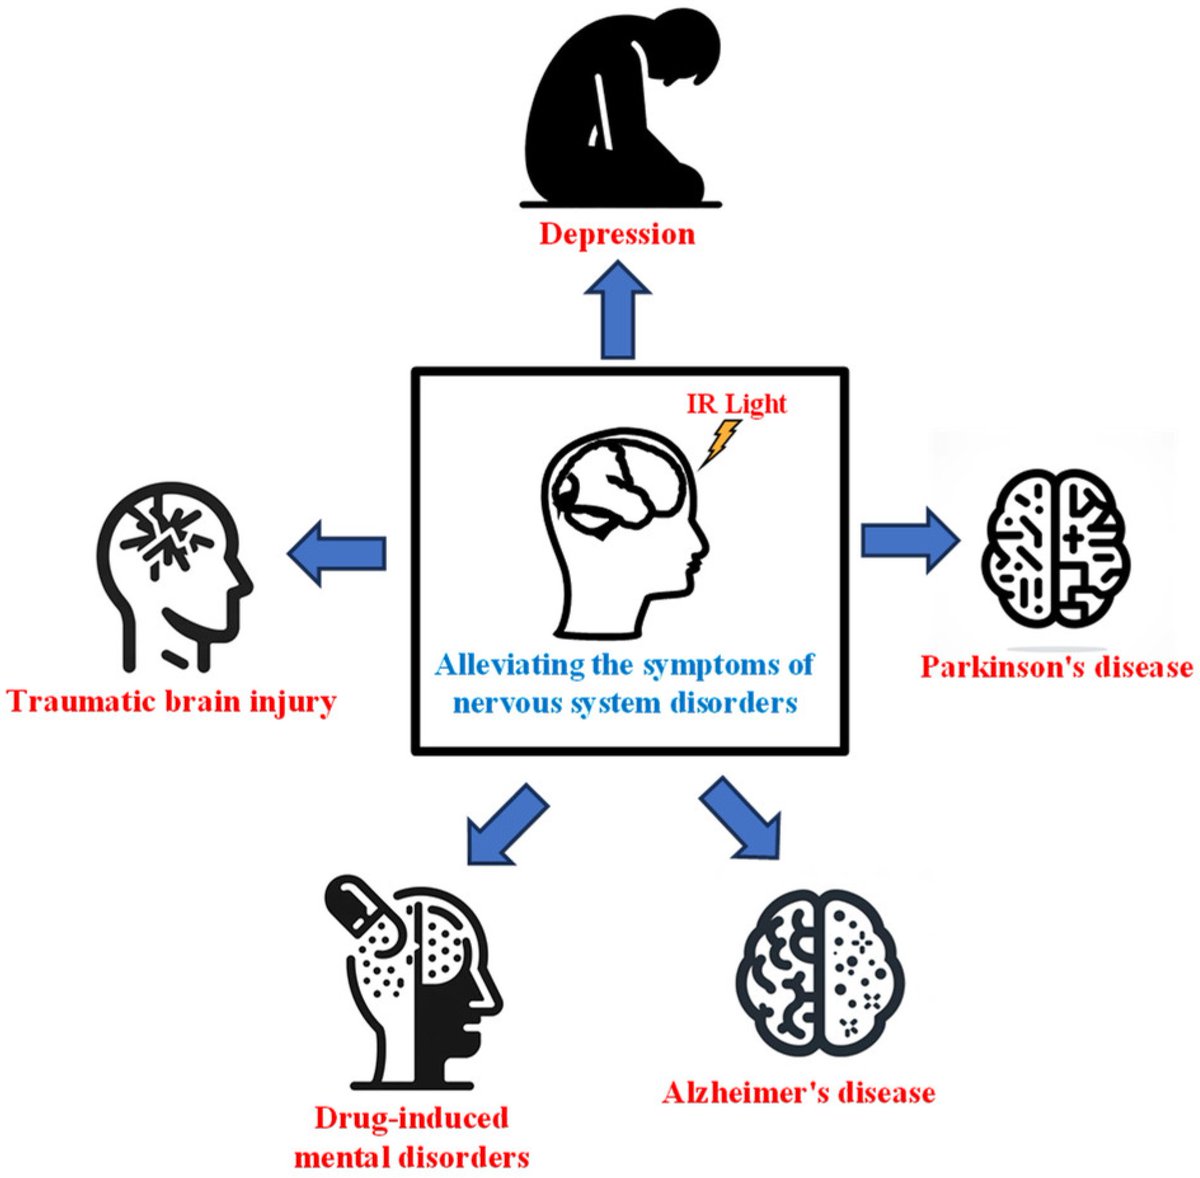 Depression
IR Light
Alleviating the symptoms of
nervous system disorders
Parkinson's disease
Traumatic brain injury
Alzheimer's disease
Drug-induced
mental disorders